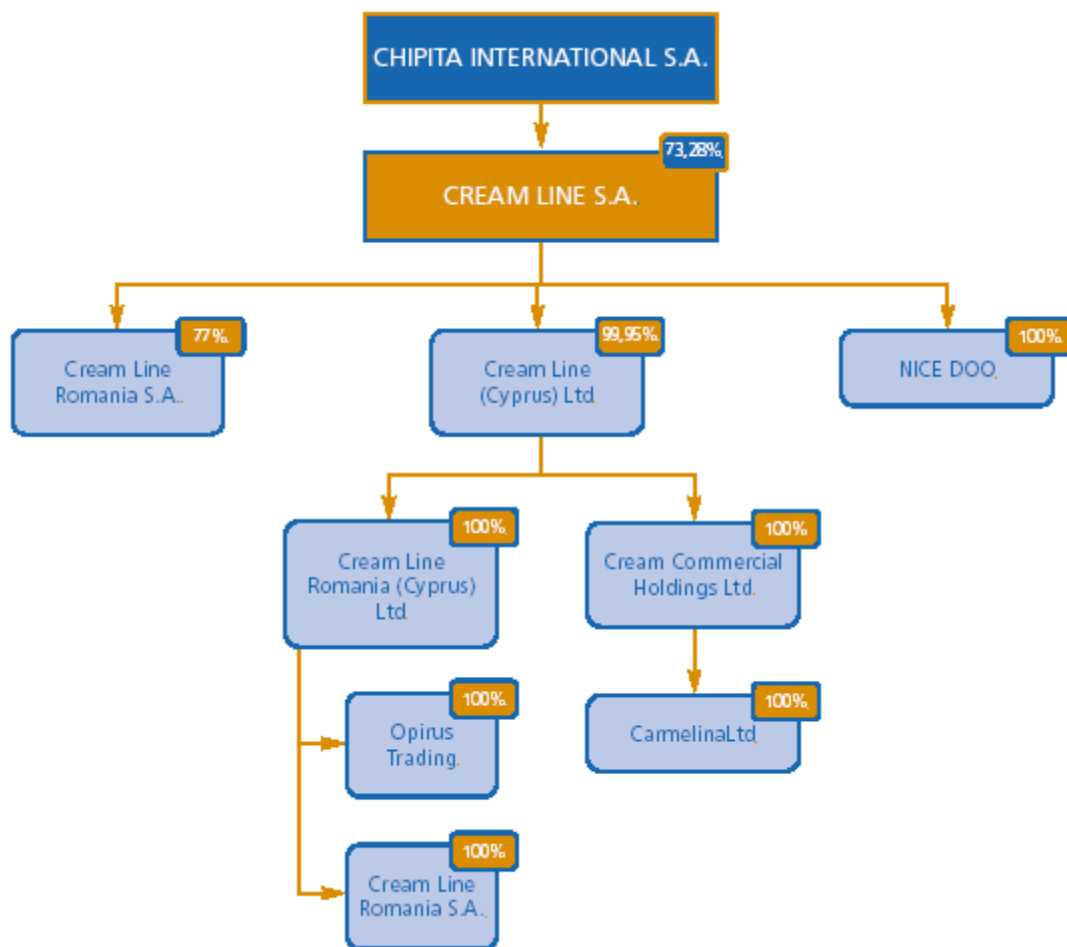 CHIPITA INTERNATIONAL S.A.
73,28%
CREAM LINE S.A.
77%
Cream Line
Romania S.A.
99,95%
Cream Line
(Cyprus) Ltd
100%
NICE DOO
100%
Cream Line
Romania (Cyprus)
Ltd
100%
Cream Commercial
Holdings Ltd
100%
Opirus
Trading
100%
CarmelinaLtd
100%
Cream Line
Romania S.A.